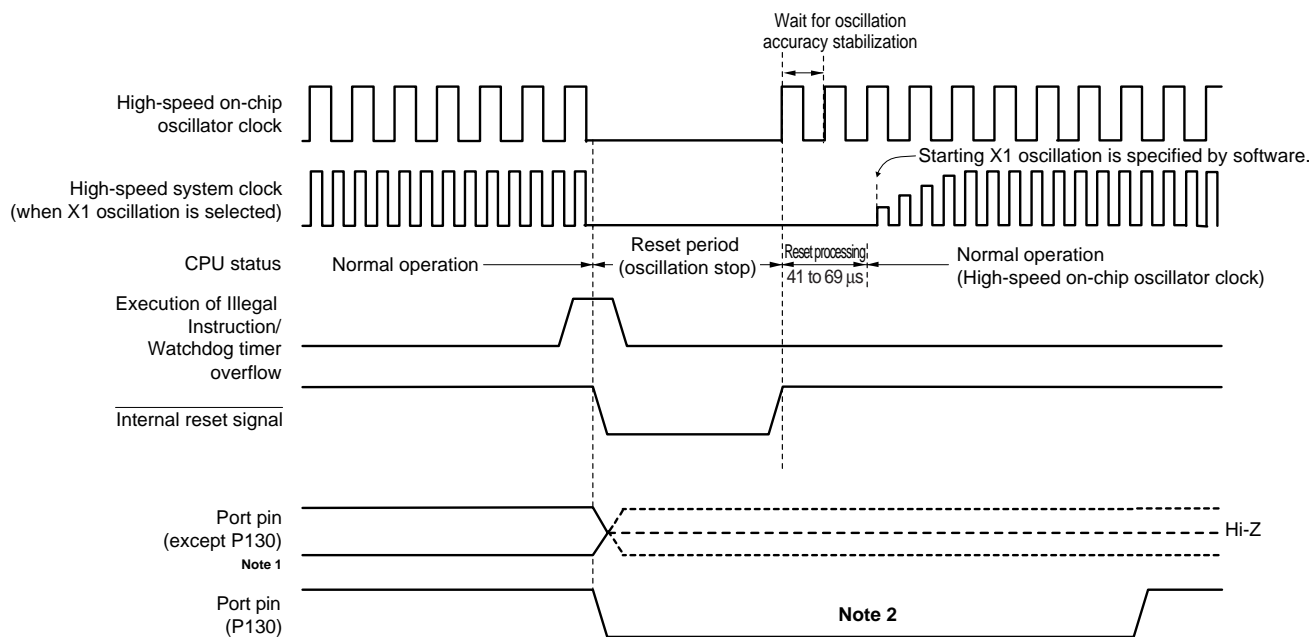 Wait for oscillation
accuracy stabilization
High-speed on-chip
oscillator clock
Starting X1 oscillation is specified by software.
High-speed system clock
(when X1 oscillation is selected)
CPU status
Normal operation
Reset period
(oscillation stop)
Reset processing
41 to 69 μs
Normal operation
(High-speed on-chip oscillator clock)
Execution of Illegal
Instruction/
Watchdog timer
overflow
Internal reset signal
Port pin
(except P130)
Note 1
Hi-Z
Port pin
(P130)
Note 2